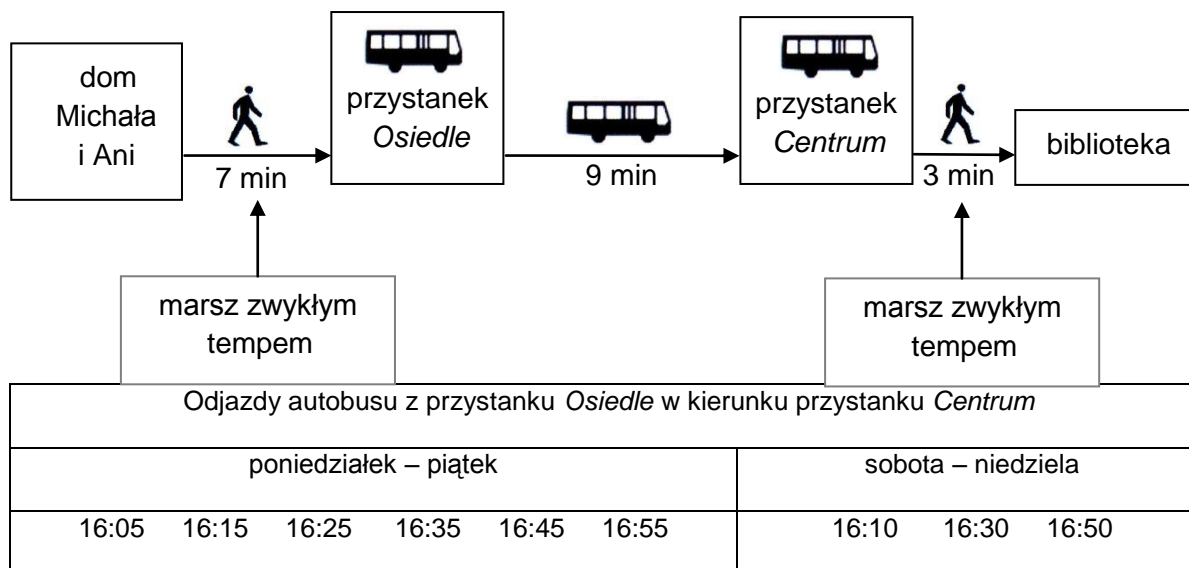 dom
Michała
i Ani
7 min
przystanek
Osiedle
9 min
przystanek
Centrum
3 min
biblioteka
marsz zwykłym
tempem
marsz zwykłym
tempem
Odjazdy autobusu z przystanku Osiedle w kierunku przystanku Centrum
poniedziałek – piątek
sobota – niedziela
16:05 16:15 16:25 16:35 16:45 16:55
16:10 16:30 16:50